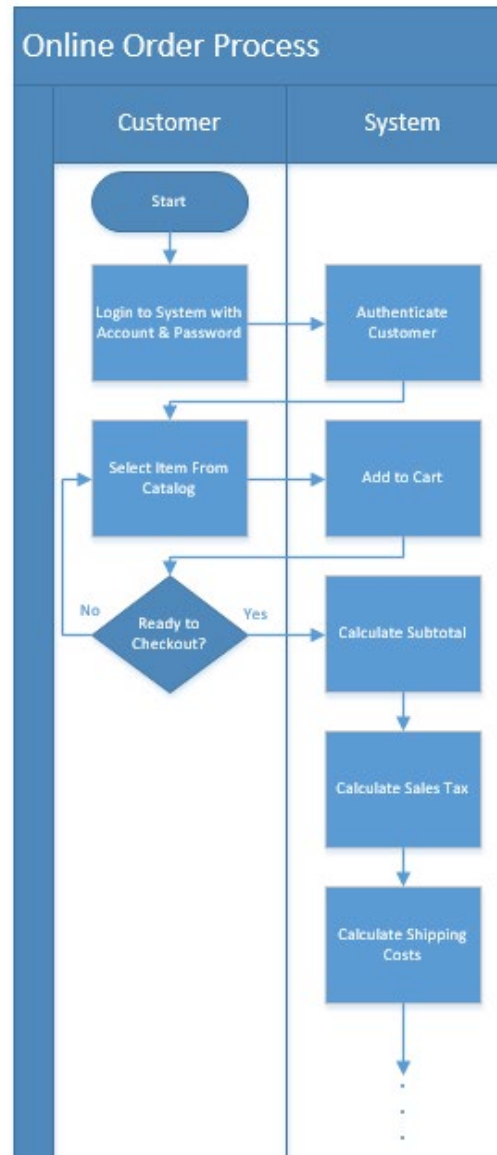 Online Order Process
Customer
System
Start
Login to System with
Account & Password
Authenticate
Customer
Select Item From
Catalog
Add to Cart
No
Ready to
Checkout?
Yes
Calculate Subtotal
Calculate Sales Tax
Calculate Shipping
Costs